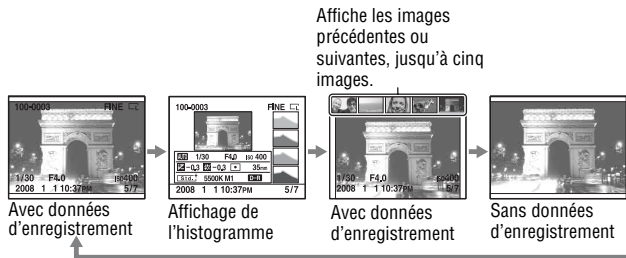 Affiche les images
précédentes ou
suivantes, jusqu'à cinq
images.
100-0003 FINE L
1/30 F4.0 ISO400
2008 1 1 10:37PM 5/7
Avec données
d'enregistrement
100-0003 FINE L
AUTO 1/30 F4.0 ISO 400
-0,3 -0,3 35mm
Std. 5500K M1 D-R
2008 1 1 10:37PM 5/7
Affichage de
l'histogramme
1/30 F4.0 ISO400
2008 1 1 10:37PM 5/7
Avec données
d'enregistrement
Sans données
d'enregistrement